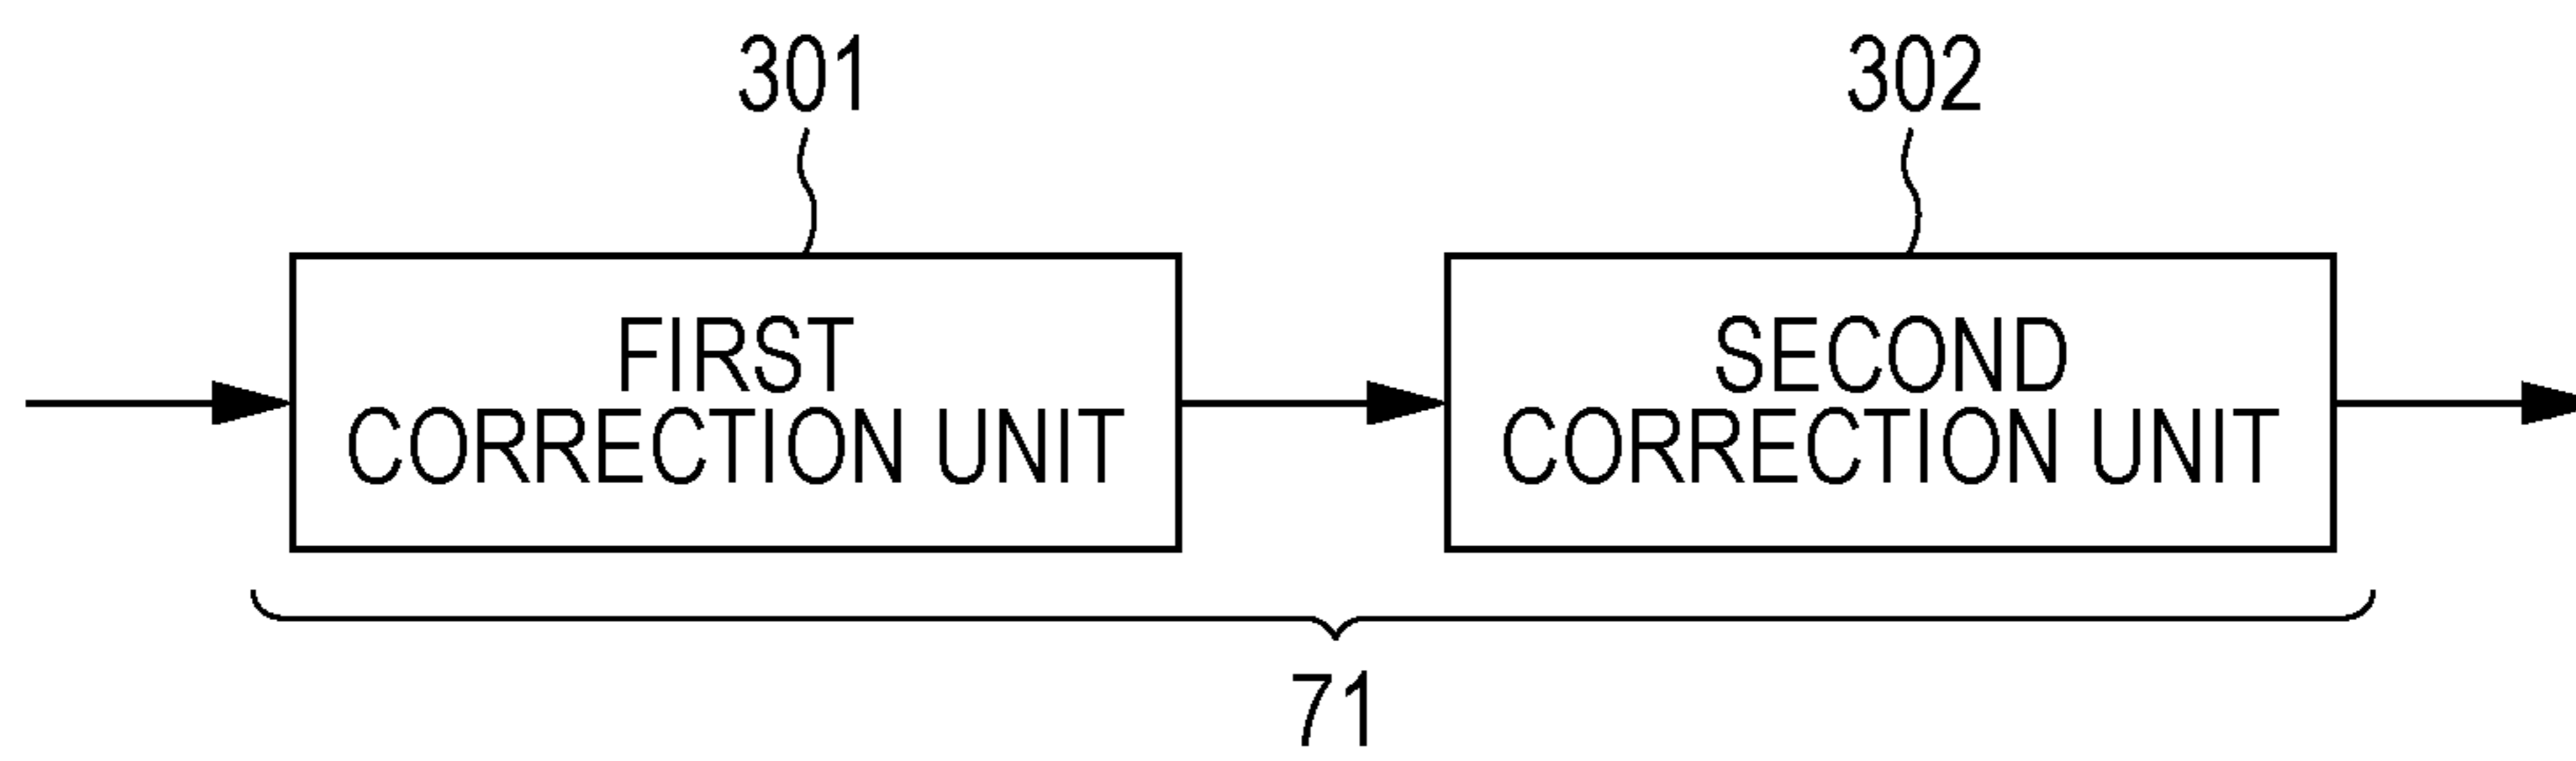 301
302
FIRST
CORRECTION UNIT
SECOND
CORRECTION UNIT
71